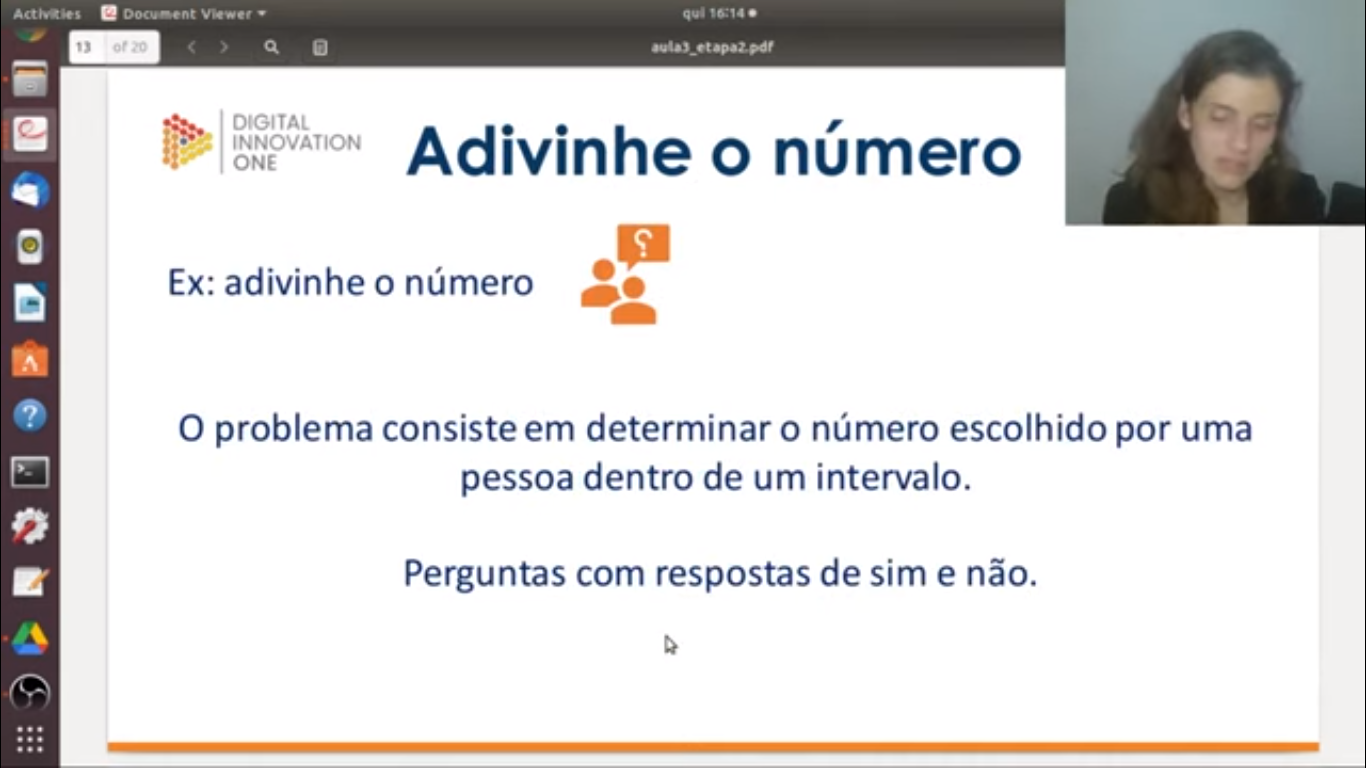 Activities Document Viewer qui 16:14
13 of 20 aula3_etapa2.pdf
DIGITAL
INNOVATION
ONE
Adivinhe o número
?
Ex: adivinhe o número
O problema consiste em determinar o número escolhido por uma
pessoa dentro de um intervalo.
Perguntas com respostas de sim e não.